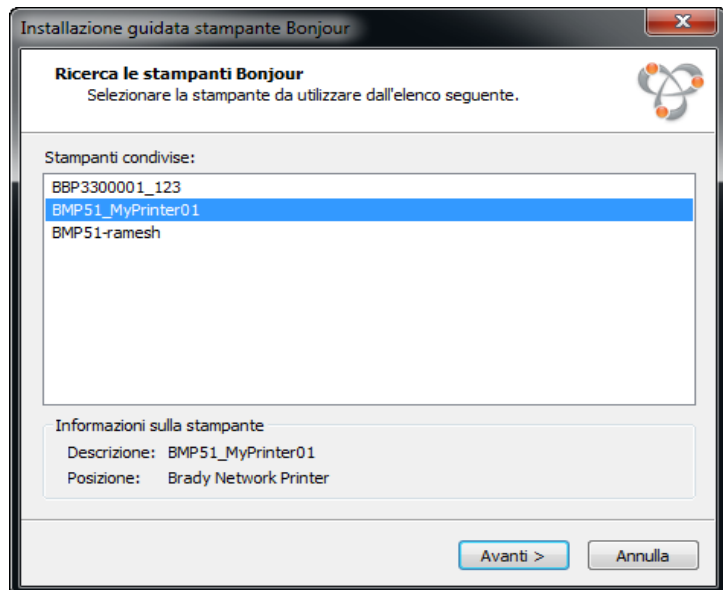 Installazione guidata stampante Bonjour
Ricerca le stampanti Bonjour
Selezionare la stampante da utilizzare dall'elenco seguente.
Stampanti condivise:
BBP3300001_123
BMP51_MyPrinter01
BMP51-ramesh
Informazioni sulla stampante
Descrizione: BMP51_MyPrinter01
Posizione: Brady Network Printer
Avanti > Annulla